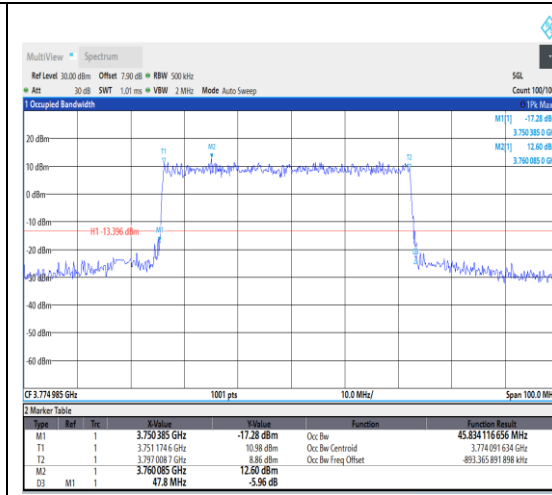 MultiView Spectrum
Ref Level 30.00 dBm Offset 7.90 dB RBW 500 kHz SGL
Att 30 dB SWT 1.01 ms VBW 2 MHz Mode Auto Sweep Count 100/100
1 Occupied Bandwidth 1Pk Max
M1[1] -17.28 dB
3.750 385 0 GH
M2[1] 12.60 dB
3.760 085 0 GH
20 dBm
T1 M2 T2
10 dBm
0 dBm
-10 dBm
H1 -13.396 dBm M1
-20 dBm
-30 dBm
-40 dBm
-50 dBm
-60 dBm
CF 3.774 985 GHz 1001 pts 10.0 MHz/ Span 100.0 MH
2 Marker Table
Type Ref Trc X-Value Y-Value Function Function Result
M1 1 3.750 385 GHz -17.28 dBm Occ Bw 45.834 116 656 MHz
T1 1 3.751 174 6 GHz 10.98 dBm Occ Bw Centroid 3.774 091 634 GHz
T2 1 3.797 008 7 GHz 8.86 dBm Occ Bw Freq Offset -893.365 891 898 kHz
M2 1 3.760 085 GHz 12.60 dBm
D3 M1 1 47.8 MHz -5.96 dB